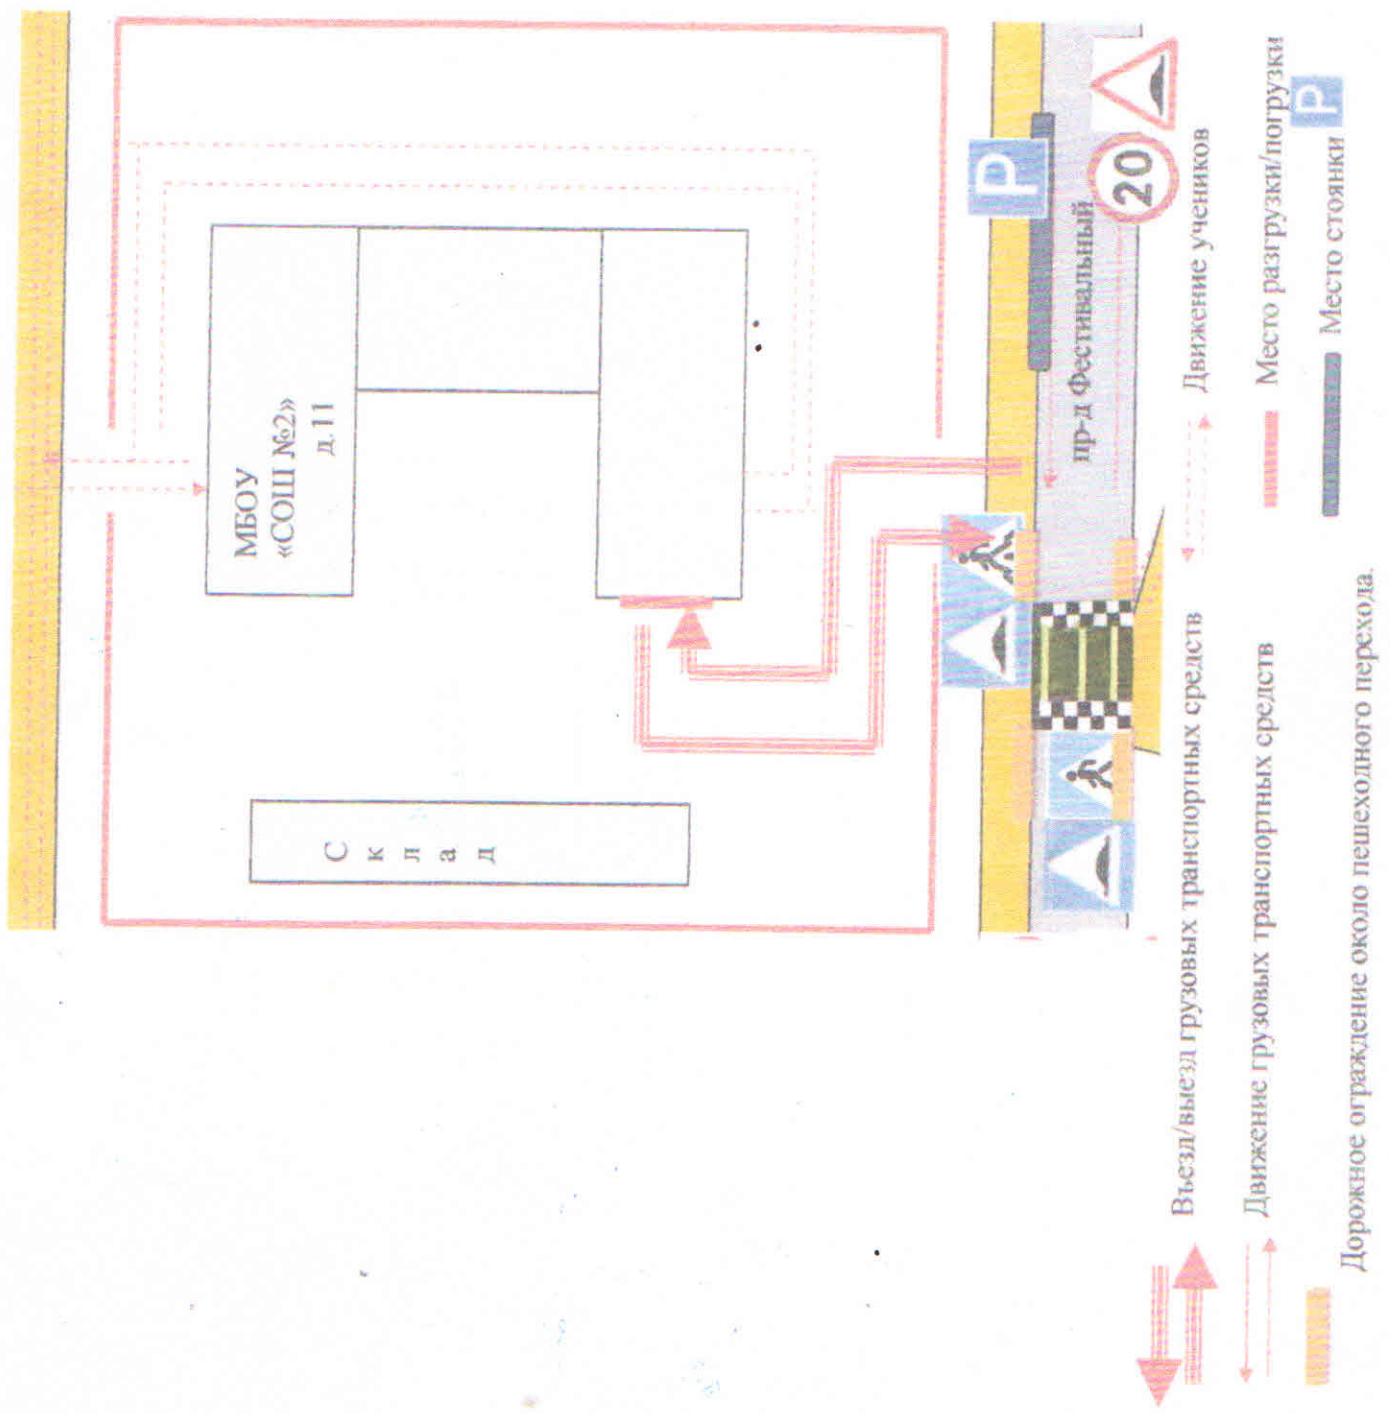 МБОУ
«СОШ №2»
д.11
С
к
л
а
д
P
пр-д Фестивальный
20
Въезд/выезд грузовых транспортных средств
Движение учеников
Движение грузовых транспортных средств
Место разгрузки/погрузки
Место стоянки P
Дорожное ограждение около пешеходного перехода.